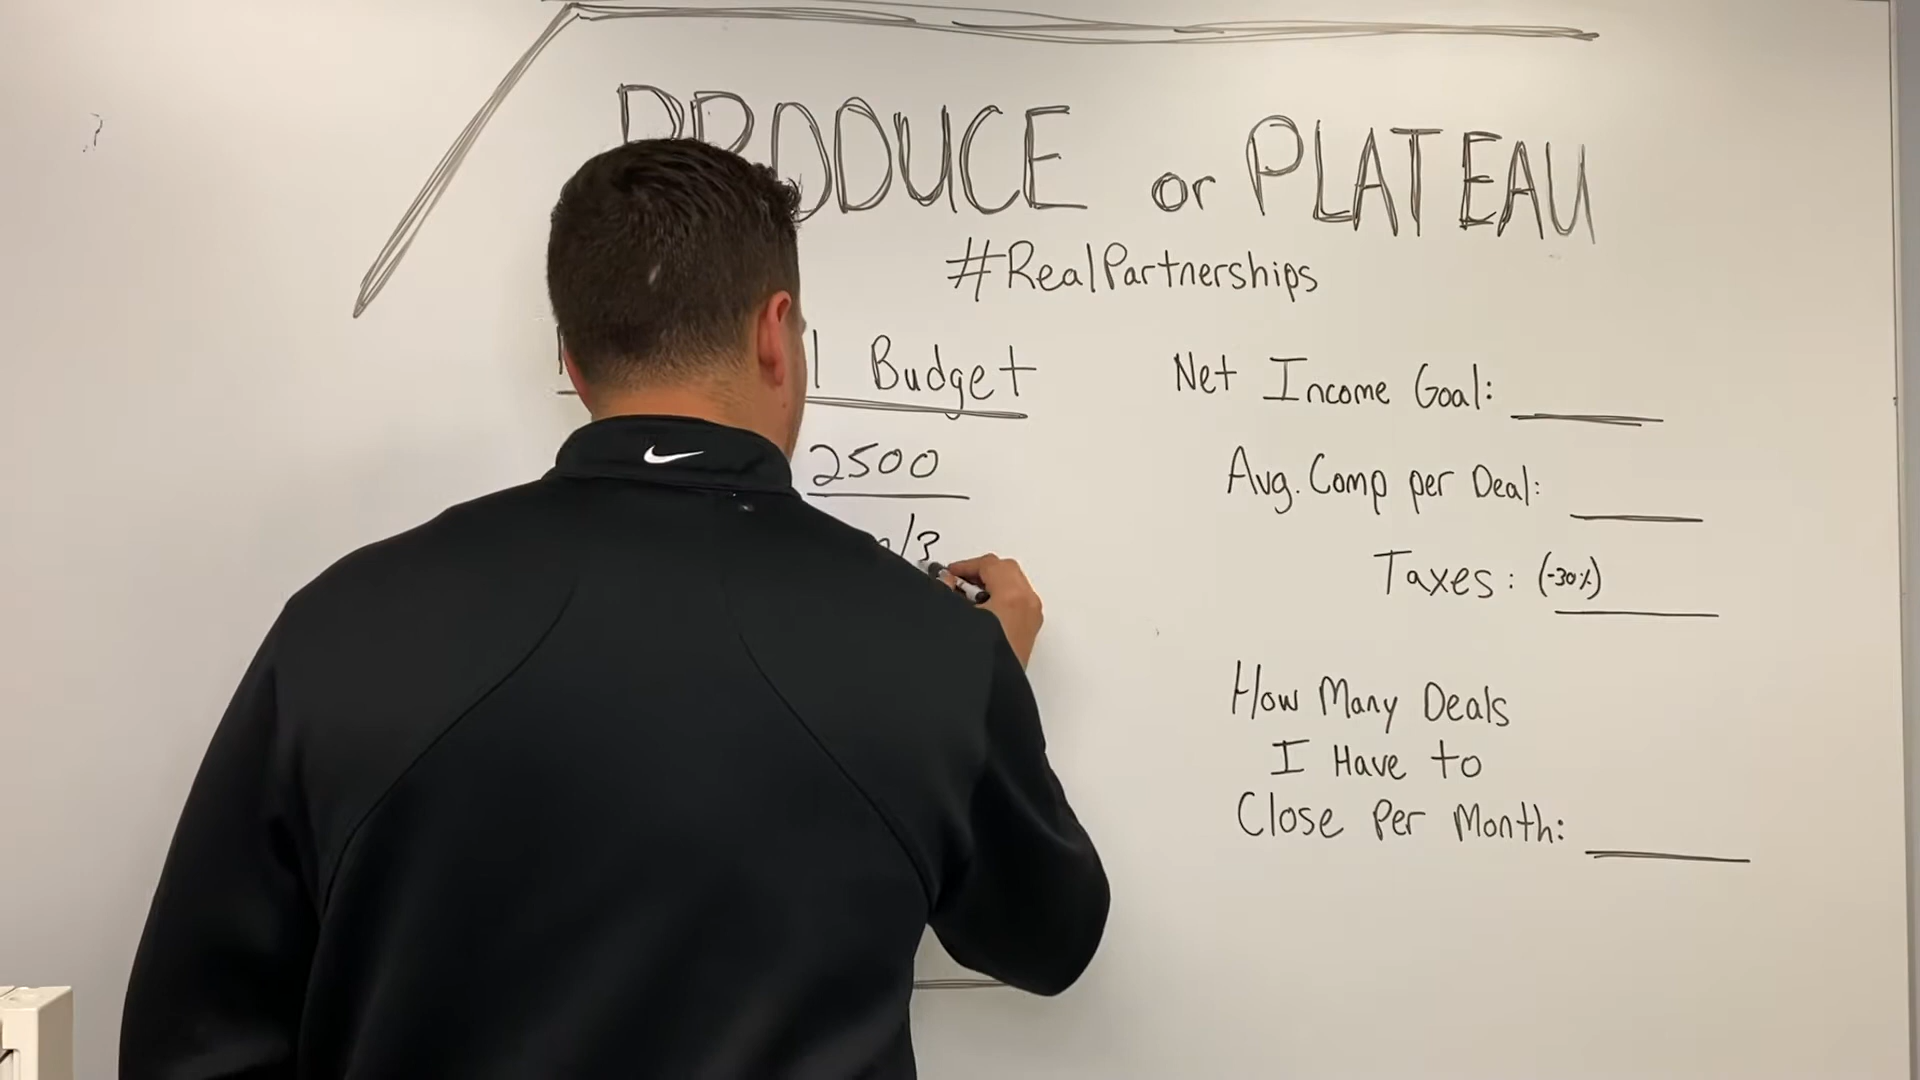 PRODUCE or PLATEAU
#RealPartnerships
Budget
2500
Net Income Goal:
Avg. Comp per Deal:
Taxes: (-30%)
How Many Deals
I Have to
Close Per Month: